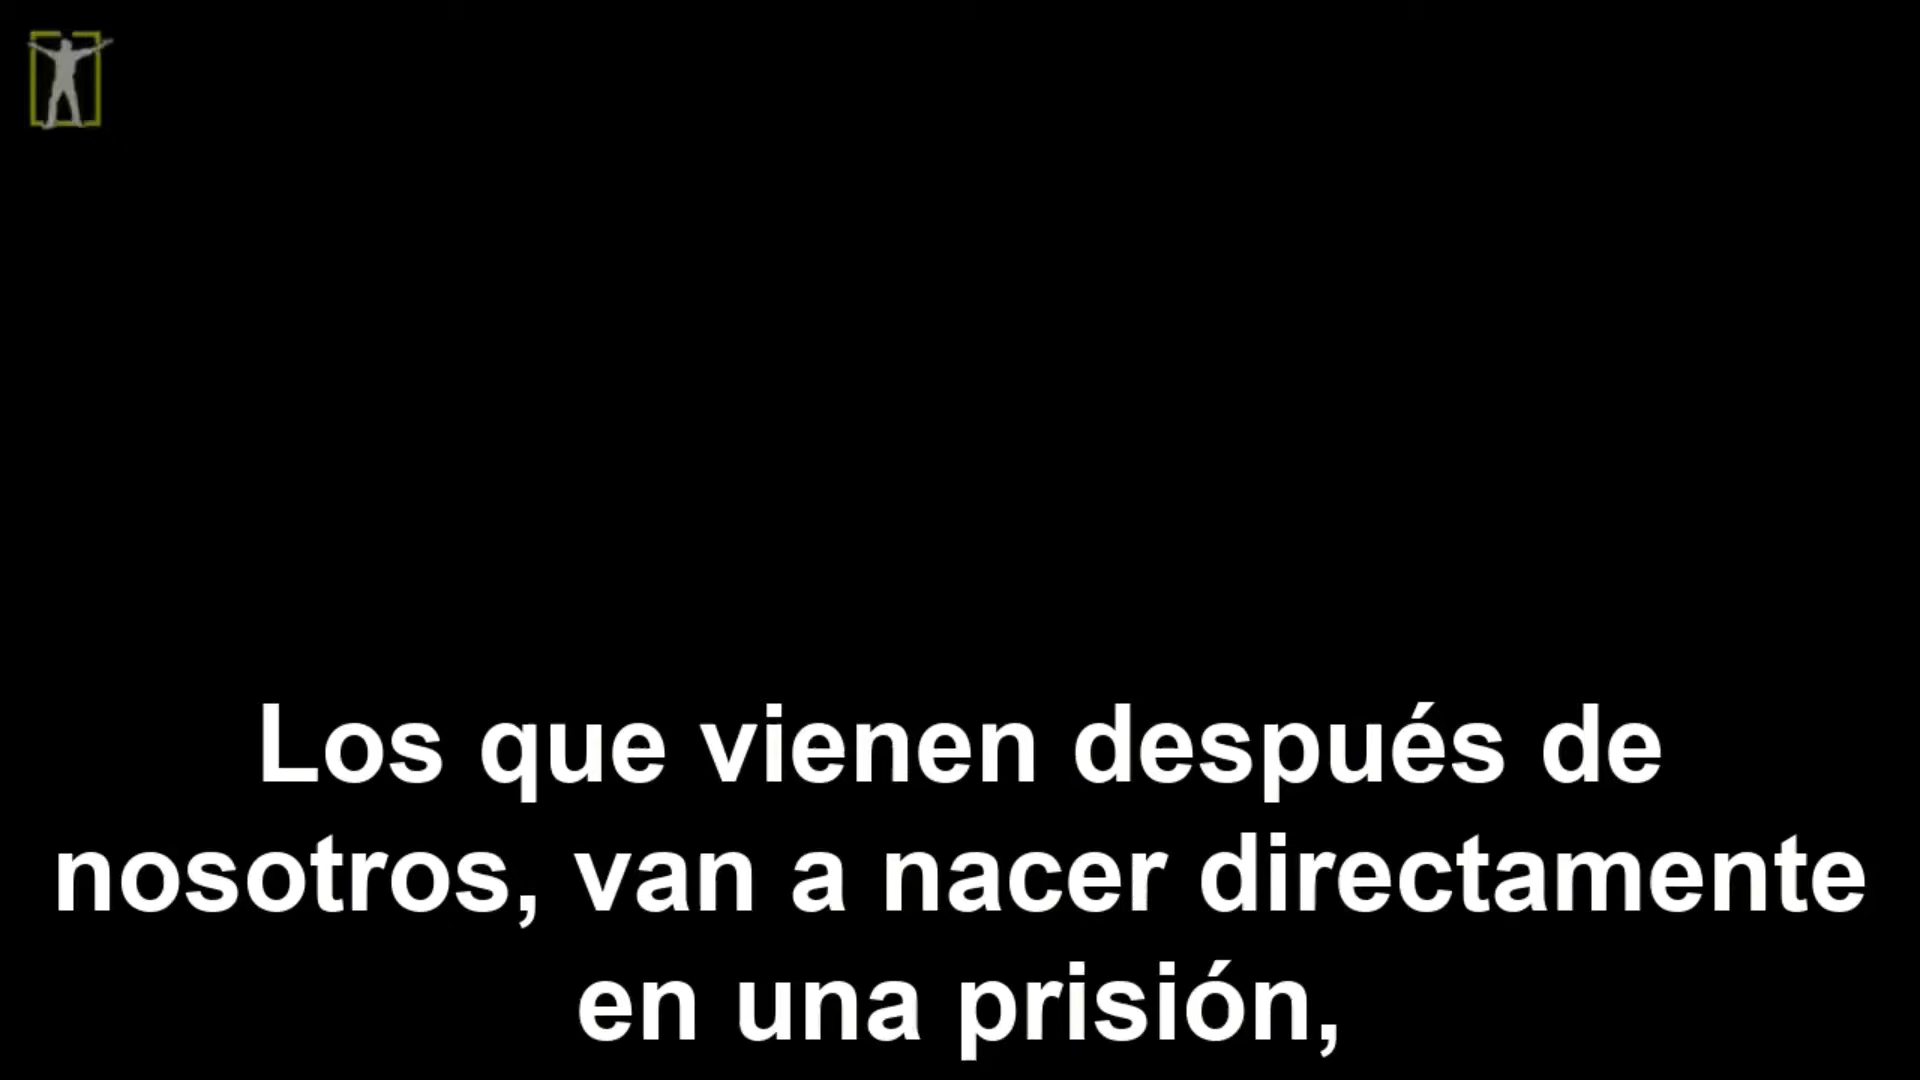 Los que vienen después de
nosotros, van a nacer directamente
en una prisión,